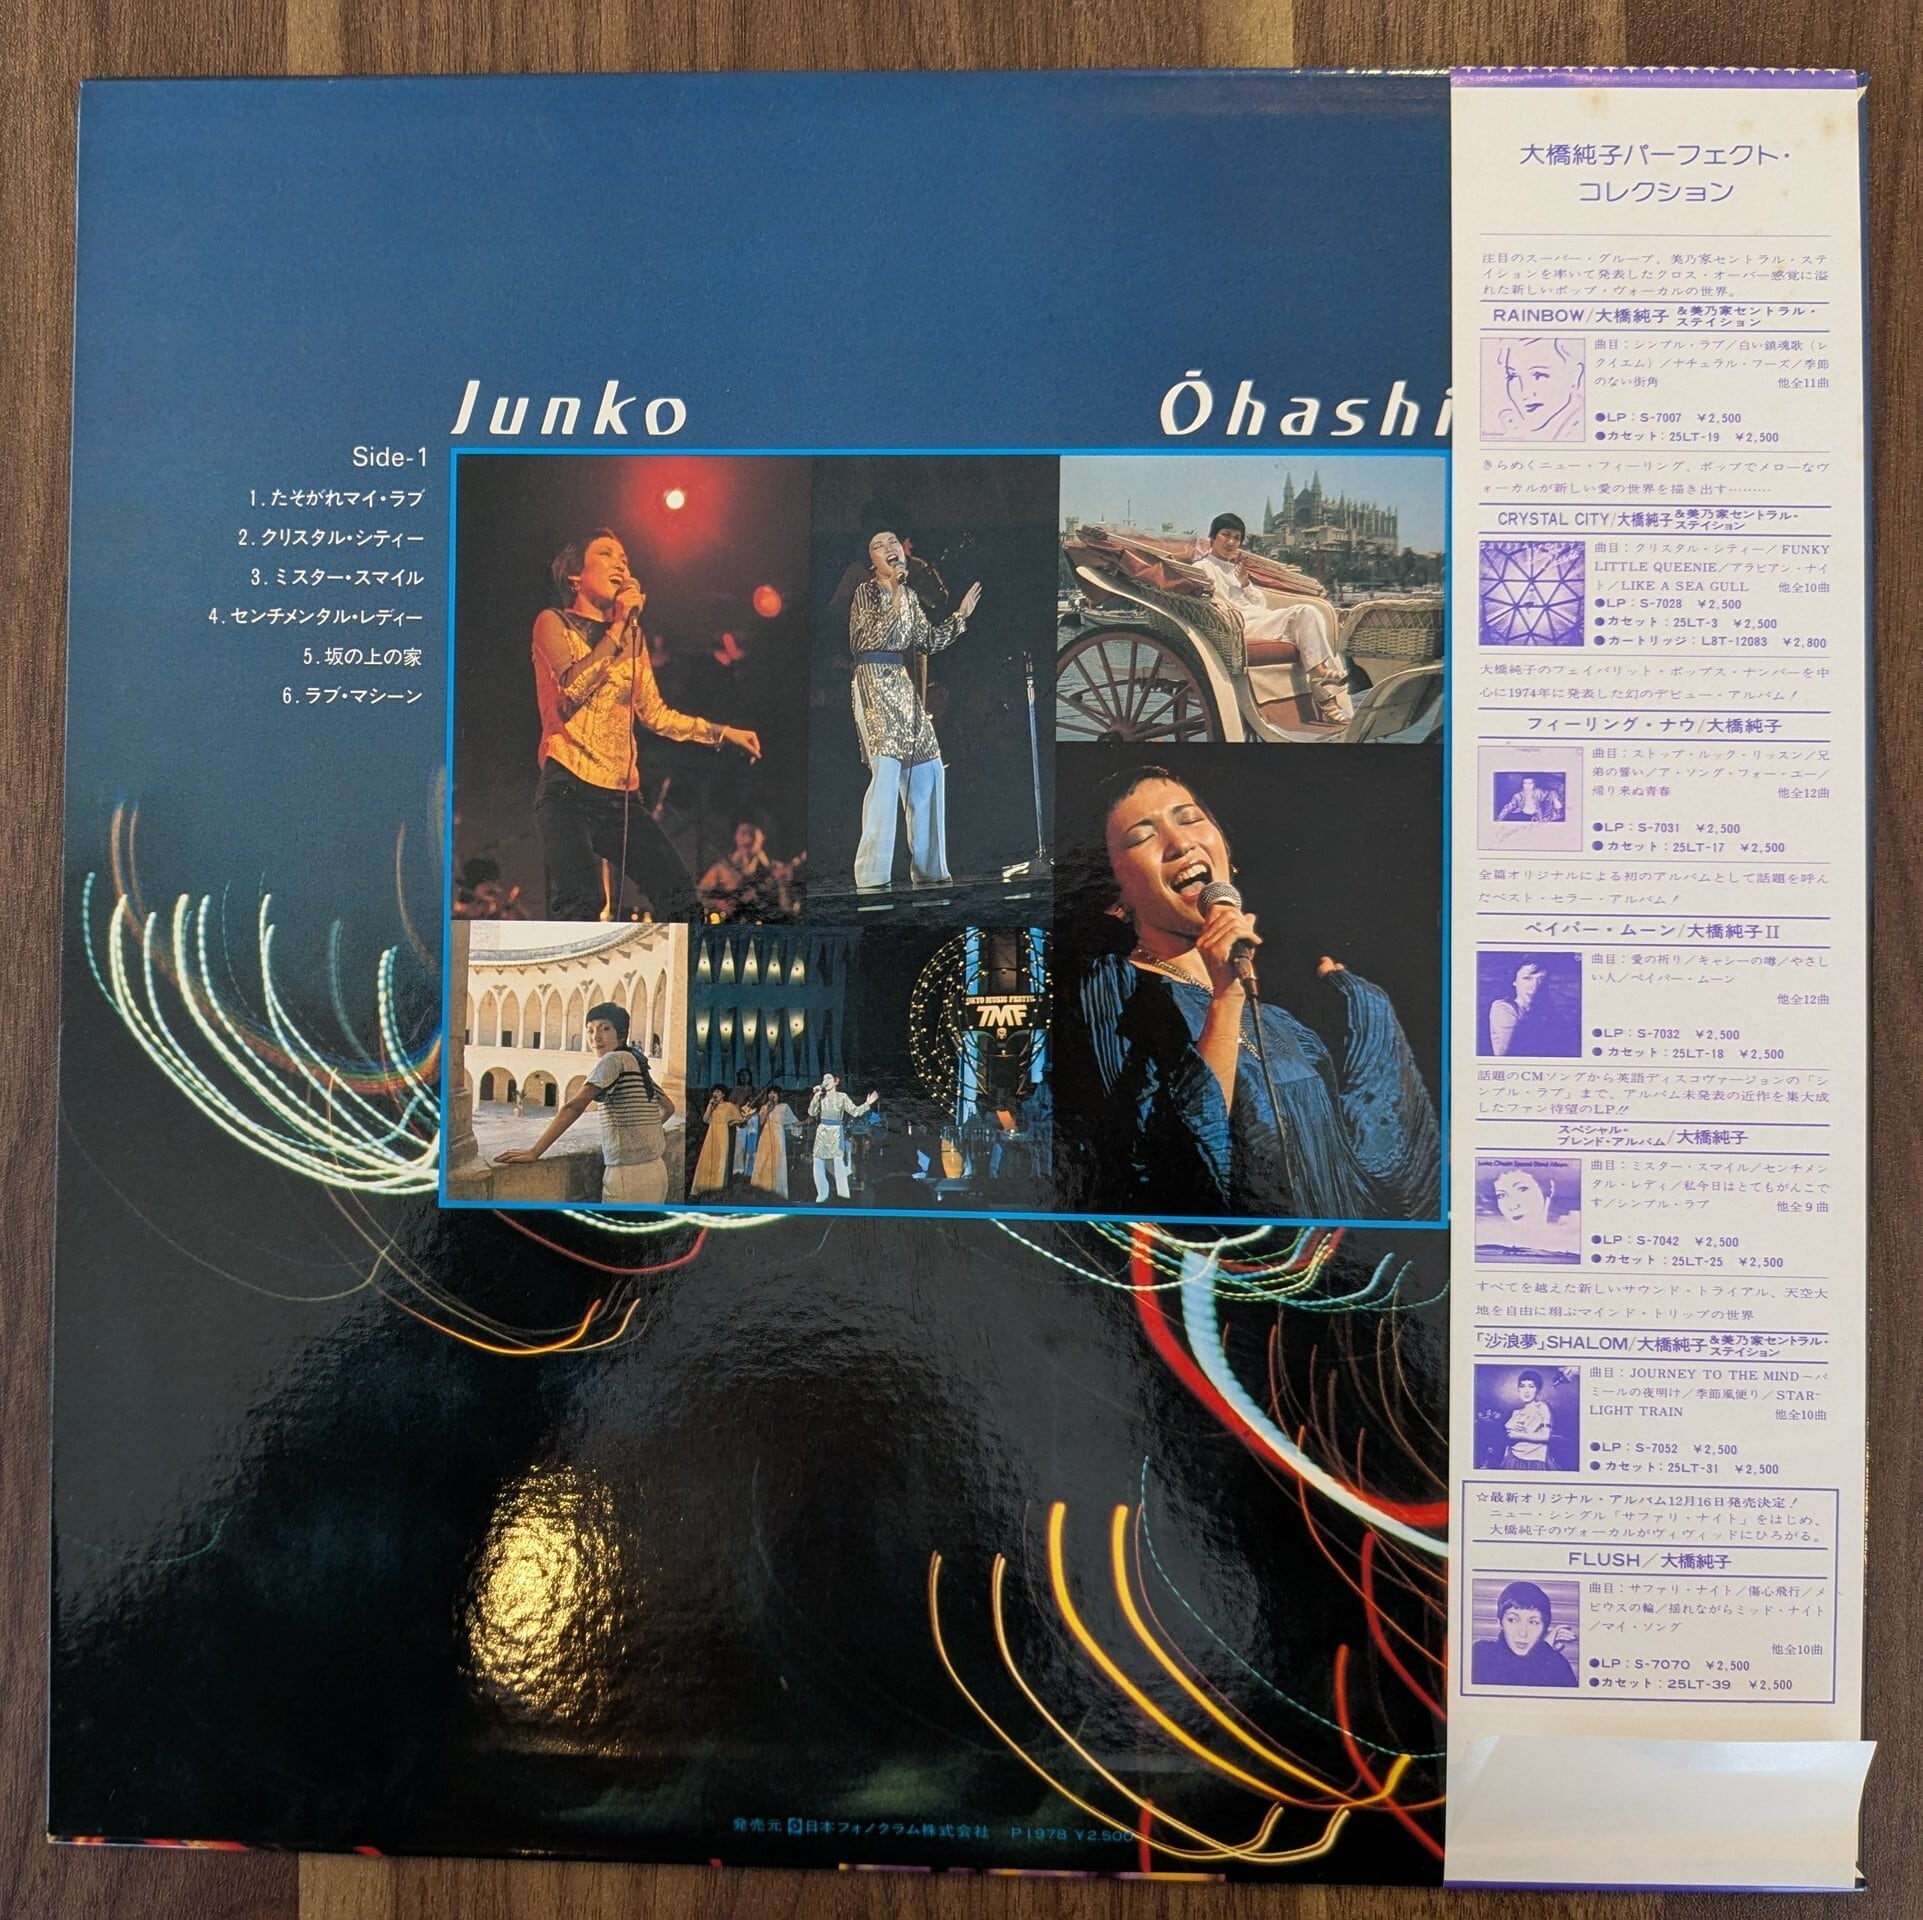 Junko Ōhashi
Side-1
1.たそがれマイ・ラブ
2.クリスタル・シティー
3.ミスター・スマイル
4.センチメンタル・レディー
5.坂の上の家
6.ラブ・マシーン
TOKYO MUSIC FESTI
TMF
発売元 日本フォノグラム株式会社 P1978 ¥2,500
大橋純子パーフェクト・
コレクション
注目のスーパー・グループ、美乃家セントラル・ステ
イションを率いて発表したクロス・オーバー感覚に溢
れた新しいポップ・ヴォーカルの世界。
RAINBOW/大橋純子 &美乃家セントラル・
ステイション
曲目:シンプル・ラブ/白い鎮魂歌(レ
クイエム)/ナチュラル・フーズ/季節
のない街角 他全11曲
●LP:S-7007 ¥2,500
●カセット:25LT-19 ¥2,500
きらめくニュー・フィーリング、ポップでメローなヴ
ォーカルが新しい愛の世界を描き出す………
CRYSTAL CITY/大橋純子 &美乃家セントラル・
ステイション
曲目:クリスタル・シティー/FUNKY
LITTLE QUEENIE/アラビアン・ナイ
ト/LIKE A SEA GULL 他全10曲
●LP:S-7028 ¥2,500
●カセット:25LT-3 ¥2,500
●カートリッジ:L8T-12083 ¥2,800
大橋純子のフェイバリット・ポップス・ナンバーを中
心に1974年に発表した幻のデビュー・アルバム!
フィーリング・ナウ/大橋純子
曲目:ストップ・ルック・リッスン/兄
弟の誓い/ア・ソング・フォー・ユー/
帰り来ぬ青春 他全12曲
●LP:S-7031 ¥2,500
●カセット:25LT-17 ¥2,500
全篇オリジナルによる初のアルバムとして話題を呼ん
だベスト・セラー・アルバム!
ペイパー・ムーン/大橋純子II
曲目:愛の祈り/キャシーの噂/やさし
い人/ペイパー・ムーン
他全12曲
●LP:S-7032 ¥2,500
●カセット:25LT-18 ¥2,500
話題のCMソングから英語ディスコヴァージョンの「シ
ンプル・ラブ」まで、アルバム未発表の近作を集大成
したファン待望のLP!!
スペシャル・
ブレンド・アルバム/大橋純子
Junko Ohashi Special Blend Album
曲目:ミスター・スマイル/センチメン
タル・レディ/私今日はとてもがんこで
す/シンプル・ラブ 他全9曲
●LP:S-7042 ¥2,500
●カセット:25LT-25 ¥2,500
すべてを越えた新しいサウンド・トライアル、天空大
地を自由に翔ぶマインド・トリップの世界
「沙浪夢」SHALOM/大橋純子 &美乃家セントラル・
ステイション
曲目:JOURNEY TO THE MIND〜パ
ミールの夜明け/季節風便り/STAR-
LIGHT TRAIN 他全10曲
●LP:S-7052 ¥2,500
●カセット:25LT-31 ¥2,500
☆最新オリジナル・アルバム12月16日発売決定!
ニュー・シングル「サファリ・ナイト」をはじめ、
大橋純子のヴォーカルがヴィヴィッドにひろがる。
FLUSH/大橋純子
曲目:サファリ・ナイト/傷心飛行/メ
ビウスの輪/揺れながらミッド・ナイト
/マイ・ソング
他全10曲
●LP:S-7070 ¥2,500
●カセット:25LT-39 ¥2,500